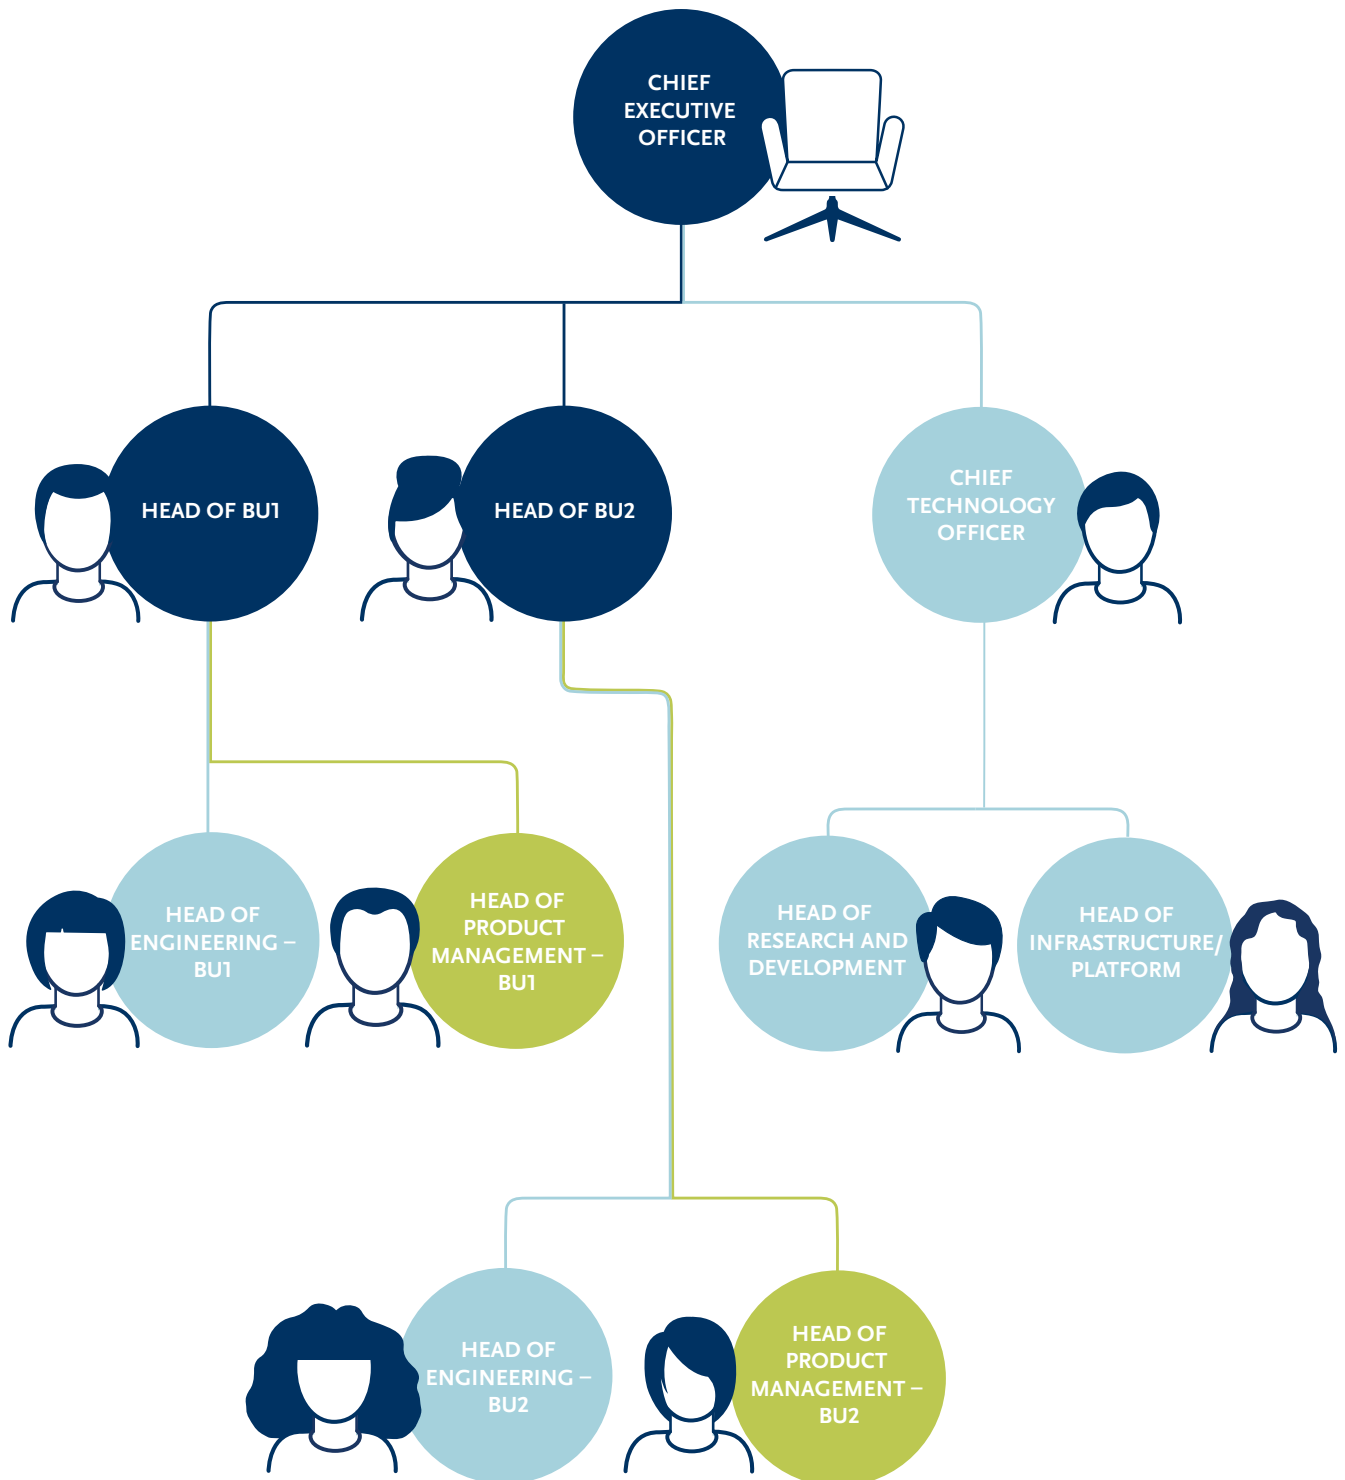 CHIEF
EXECUTIVE
OFFICER
HEAD OF BU1
HEAD OF BU2
CHIEF
TECHNOLOGY
OFFICER
HEAD OF
ENGINEERING –
BU1
HEAD OF
PRODUCT
MANAGEMENT –
BU1
HEAD OF
RESEARCH AND
DEVELOPMENT
HEAD OF
INFRASTRUCTURE/
PLATFORM
HEAD OF
ENGINEERING –
BU2
HEAD OF
PRODUCT
MANAGEMENT –
BU2